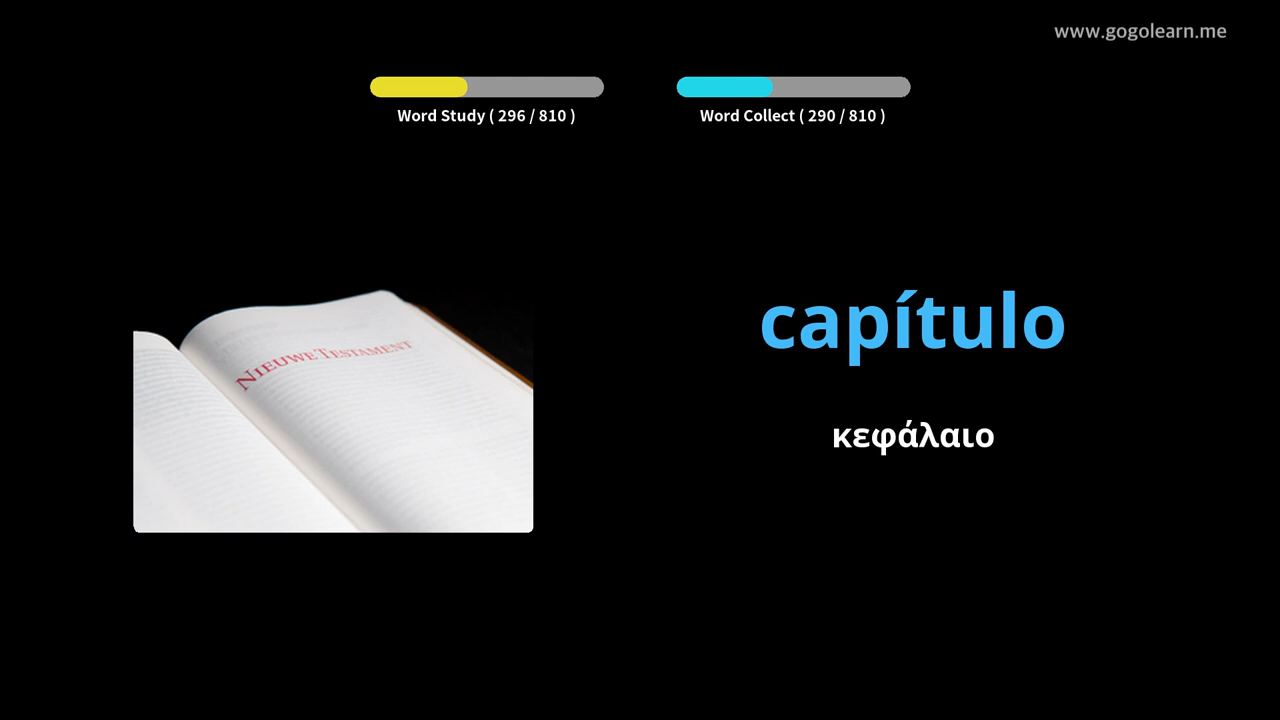 www.gogolearn.me
Word Study ( 296 / 810 )
Word Collect ( 290 / 810 )
NIEUWE TESTAMENT
capítulo
κεφάλαιο